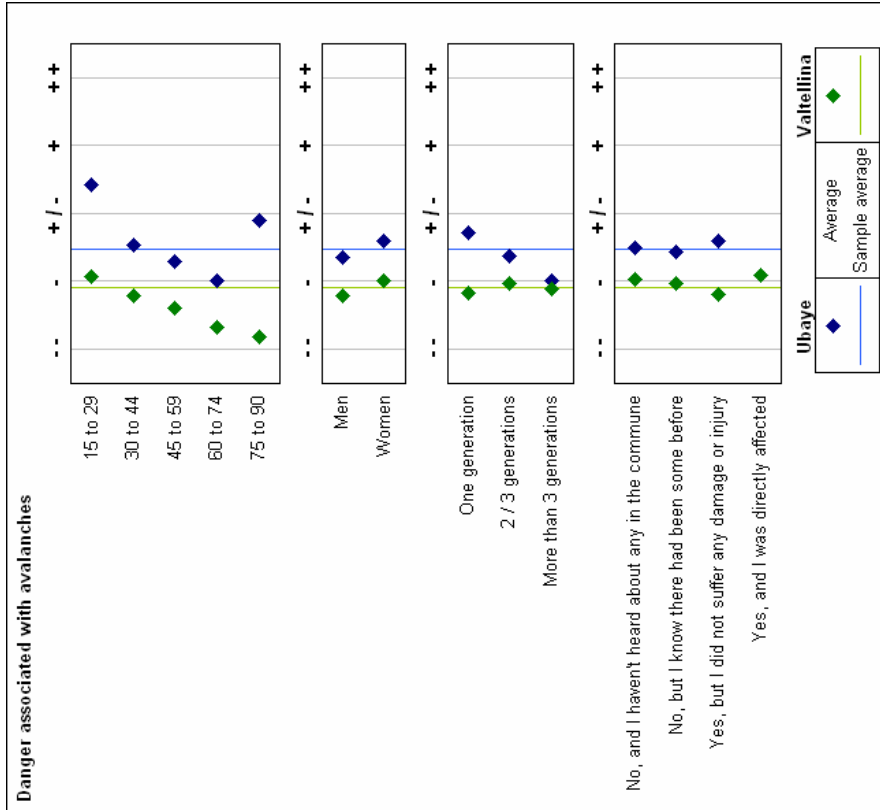 Danger associated with avalanches
- - - + / - + + +
15 to 29
30 to 44
45 to 59
60 to 74
75 to 90
- - - + / - + + +
Men
Women
- - - + / - + + +
One generation
2 / 3 generations
More than 3 generations
- - - + / - + + +
No, and I haven't heard about any in the commune
No, but I know there had been some before
Yes, but I did not suffer any damage or injury
Yes, and I was directly affected
Ubaye Valtellina
Average
Sample average